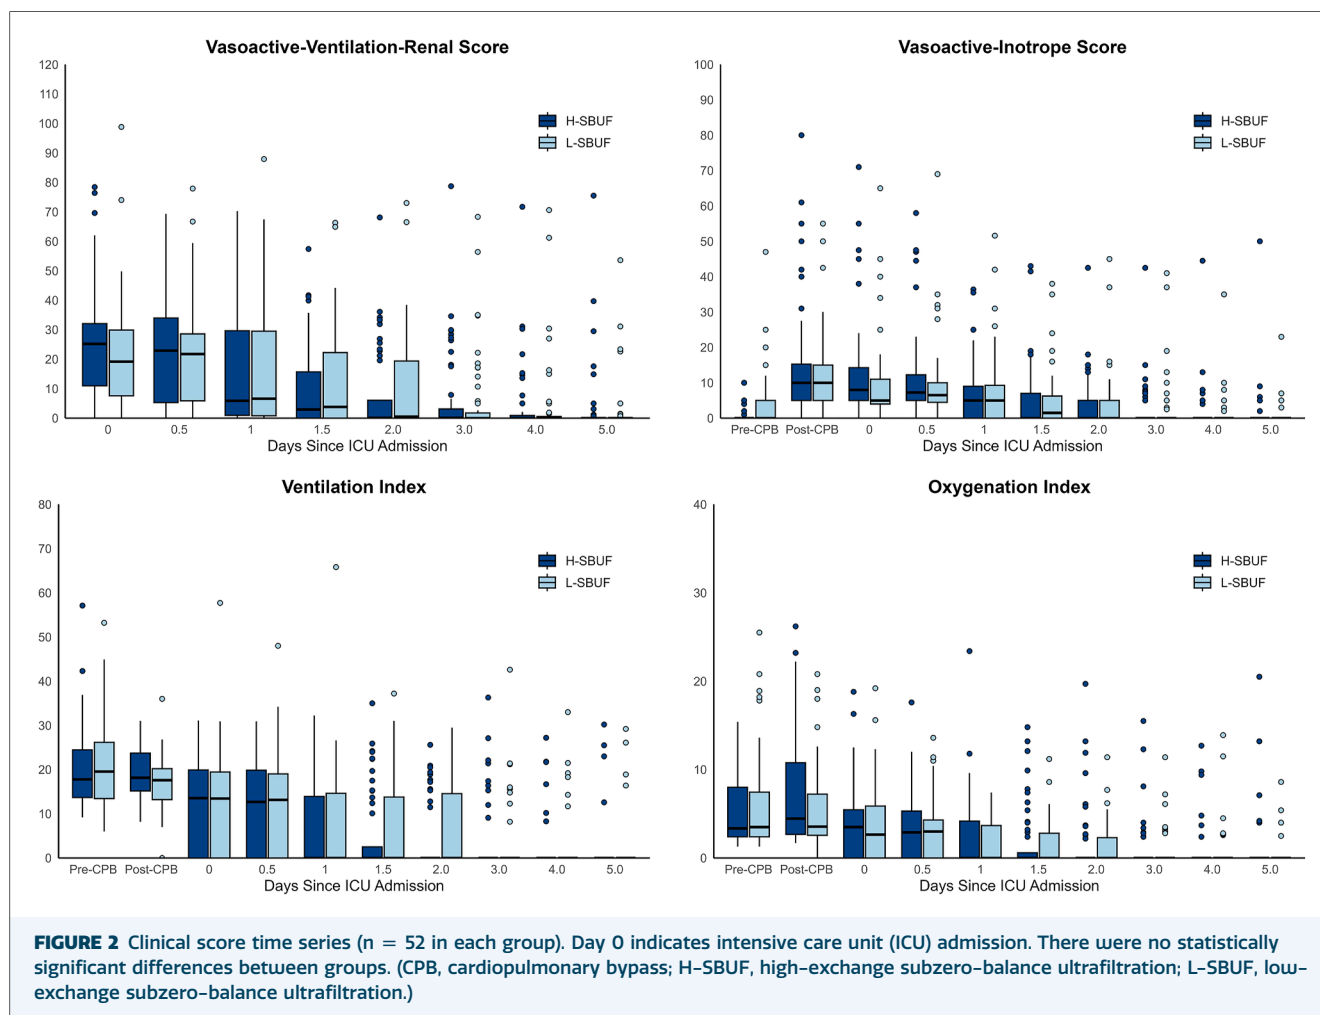 Vasoactive-Ventilation-Renal Score
120
110
100
90
80
70
60
50
40
30
20
10
0
H-SBUF
L-SBUF
0 0.5 1 1.5 2.0 3.0 4.0 5.0
Days Since ICU Admission
Vasoactive-Inotrope Score
100
90
80
70
60
50
40
30
20
10
0
H-SBUF
L-SBUF
Pre-CPB Post-CPB 0 0.5 1 1.5 2.0 3.0 4.0 5.0
Days Since ICU Admission
Ventilation Index
80
70
60
50
40
30
20
10
0
H-SBUF
L-SBUF
Pre-CPB Post-CPB 0 0.5 1 1.5 2.0 3.0 4.0 5.0
Days Since ICU Admission
Oxygenation Index
40
30
20
10
0
H-SBUF
L-SBUF
Pre-CPB Post-CPB 0 0.5 1 1.5 2.0 3.0 4.0 5.0
Days Since ICU Admission
FIGURE 2 Clinical score time series (n = 52 in each group). Day 0 indicates intensive care unit (ICU) admission. There were no statistically
significant differences between groups. (CPB, cardiopulmonary bypass; H-SBUF, high-exchange subzero-balance ultrafiltration; L-SBUF, low-
exchange subzero-balance ultrafiltration.)